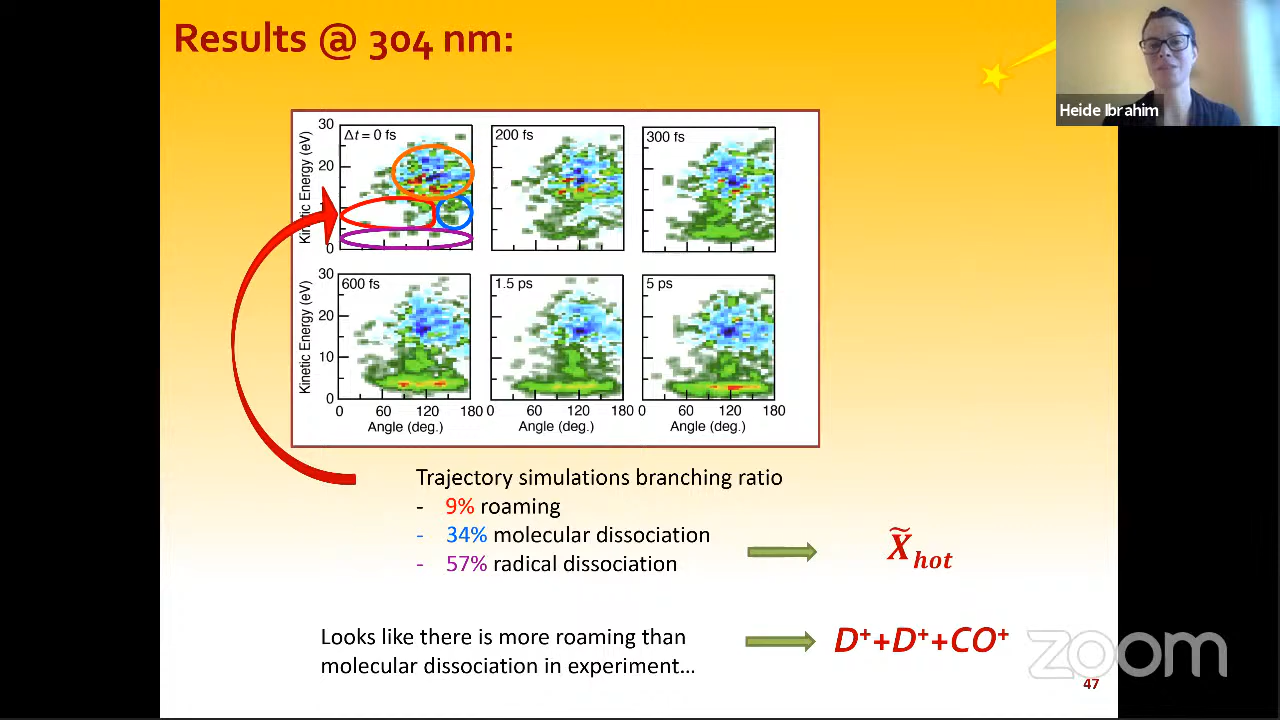 Results @ 304 nm:
Heide Ibrahim
Kinetic Energy (eV)
30
20
0
Δt = 0 fs
200 fs
300 fs
Kinetic Energy (eV)
30
20
10
0
600 fs
1.5 ps
5 ps
0 60 120 180 0 60 120 180 0 60 120 180
Angle (deg.) Angle (deg.) Angle (deg.)
Trajectory simulations branching ratio
- 9% roaming
- 34% molecular dissociation
- 57% radical dissociation
X̃hot
Looks like there is more roaming than
molecular dissociation in experiment...
D⁺+D⁺+CO⁺
zoom
47